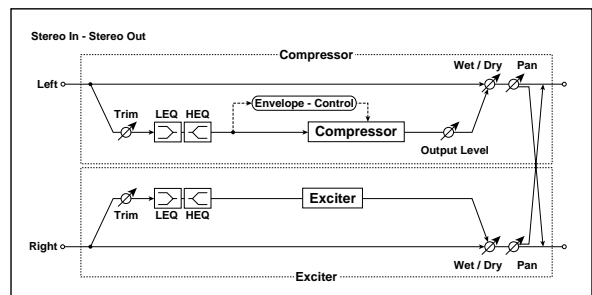 Stereo In - Stereo Out
Compressor
Wet / Dry Pan
Left
Envelope - Control
Trim LEQ HEQ
Compressor
Output Level
Exciter
Trim LEQ HEQ
Right
Wet / Dry Pan
Exciter